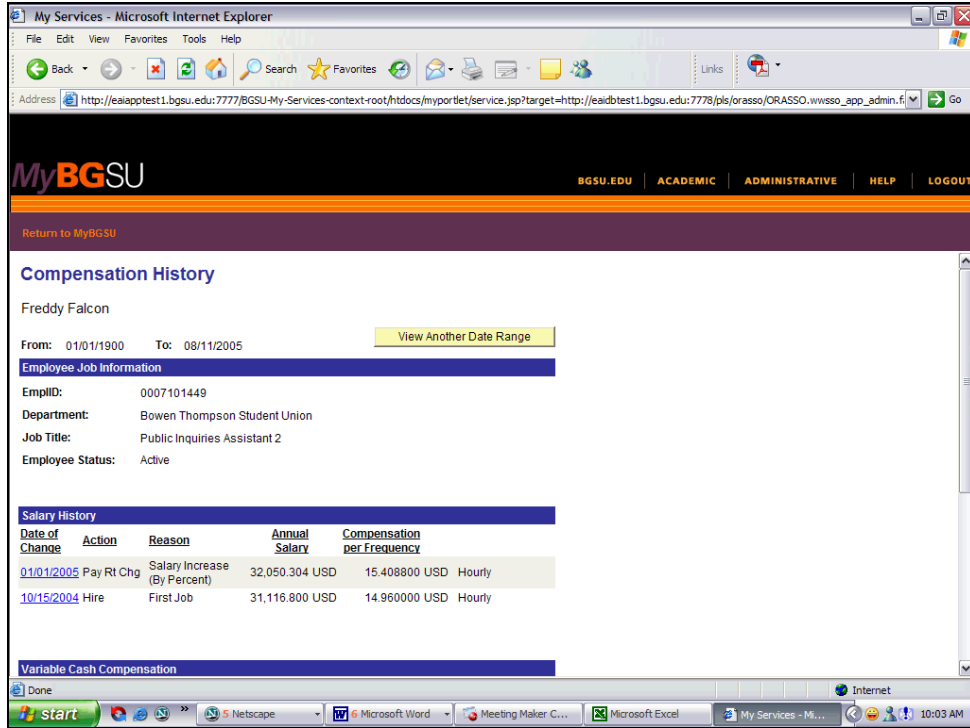 My Services - Microsoft Internet Explorer
File Edit View Favorites Tools Help
Back Search Favorites Links
Address http://eaiapptest1.bgsu.edu:7777/BGSU-My-Services-context-root/htdocs/myportlet/service.jsp?target=http://eaidbtest1.bgsu.edu:7778/pls/orasso/ORASSO.wwsso_app_admin.f Go
MyBGSU
BGSU.EDU ACADEMIC ADMINISTRATIVE HELP LOGOUT
Return to MyBGSU
Compensation History
Freddy Falcon
View Another Date Range
From: 01/01/1900 To: 08/11/2005
Employee Job Information
EmplID: 0007101449
Department: Bowen Thompson Student Union
Job Title: Public Inquiries Assistant 2
Employee Status: Active
Salary History
Date of Change Action Reason Annual Salary Compensation per Frequency
01/01/2005 Pay Rt Chg Salary Increase (By Percent) 32,050.304 USD 15.408800 USD Hourly
10/15/2004 Hire First Job 31,116.800 USD 14.960000 USD Hourly
Variable Cash Compensation
Done Internet
start » 5 Netscape 6 Microsoft Word Meeting Maker C... Microsoft Excel My Services - Mi... 10:03 AM